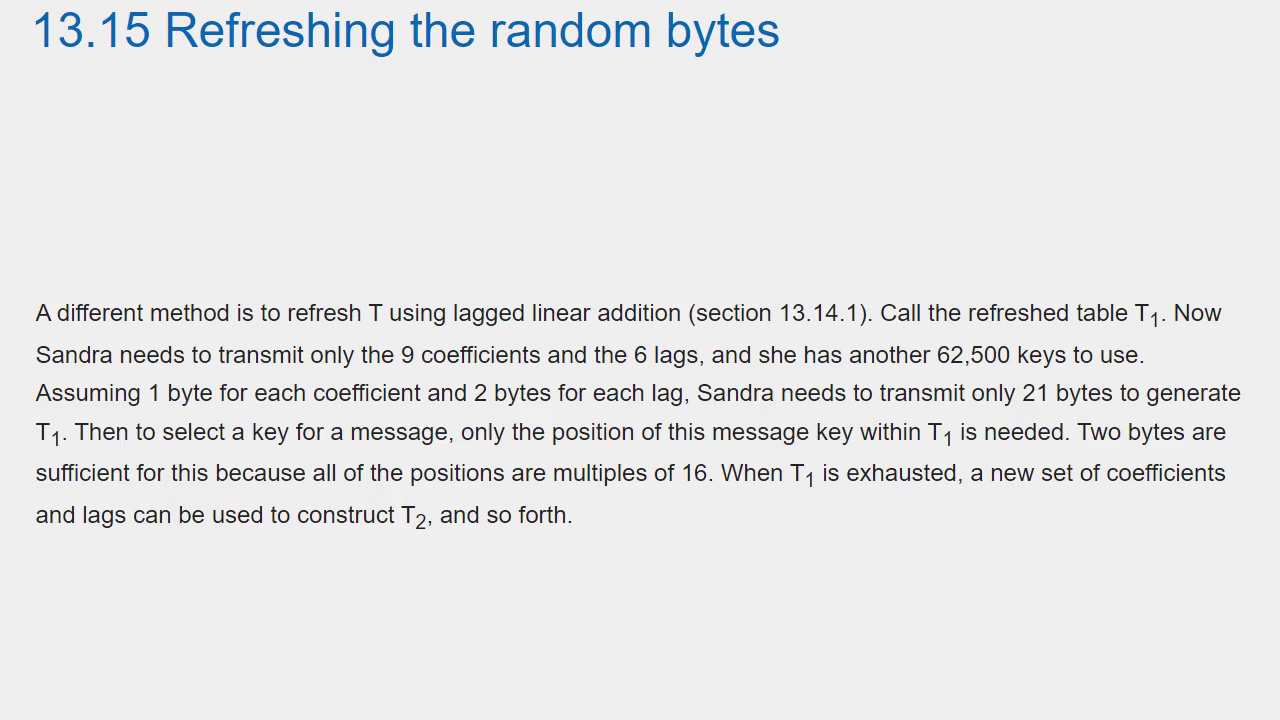 13.15 Refreshing the random bytes
A different method is to refresh T using lagged linear addition (section 13.14.1). Call the refreshed table T₁. Now
Sandra needs to transmit only the 9 coefficients and the 6 lags, and she has another 62,500 keys to use.
Assuming 1 byte for each coefficient and 2 bytes for each lag, Sandra needs to transmit only 21 bytes to generate
T₁. Then to select a key for a message, only the position of this message key within T₁ is needed. Two bytes are
sufficient for this because all of the positions are multiples of 16. When T₁ is exhausted, a new set of coefficients
and lags can be used to construct T₂, and so forth.